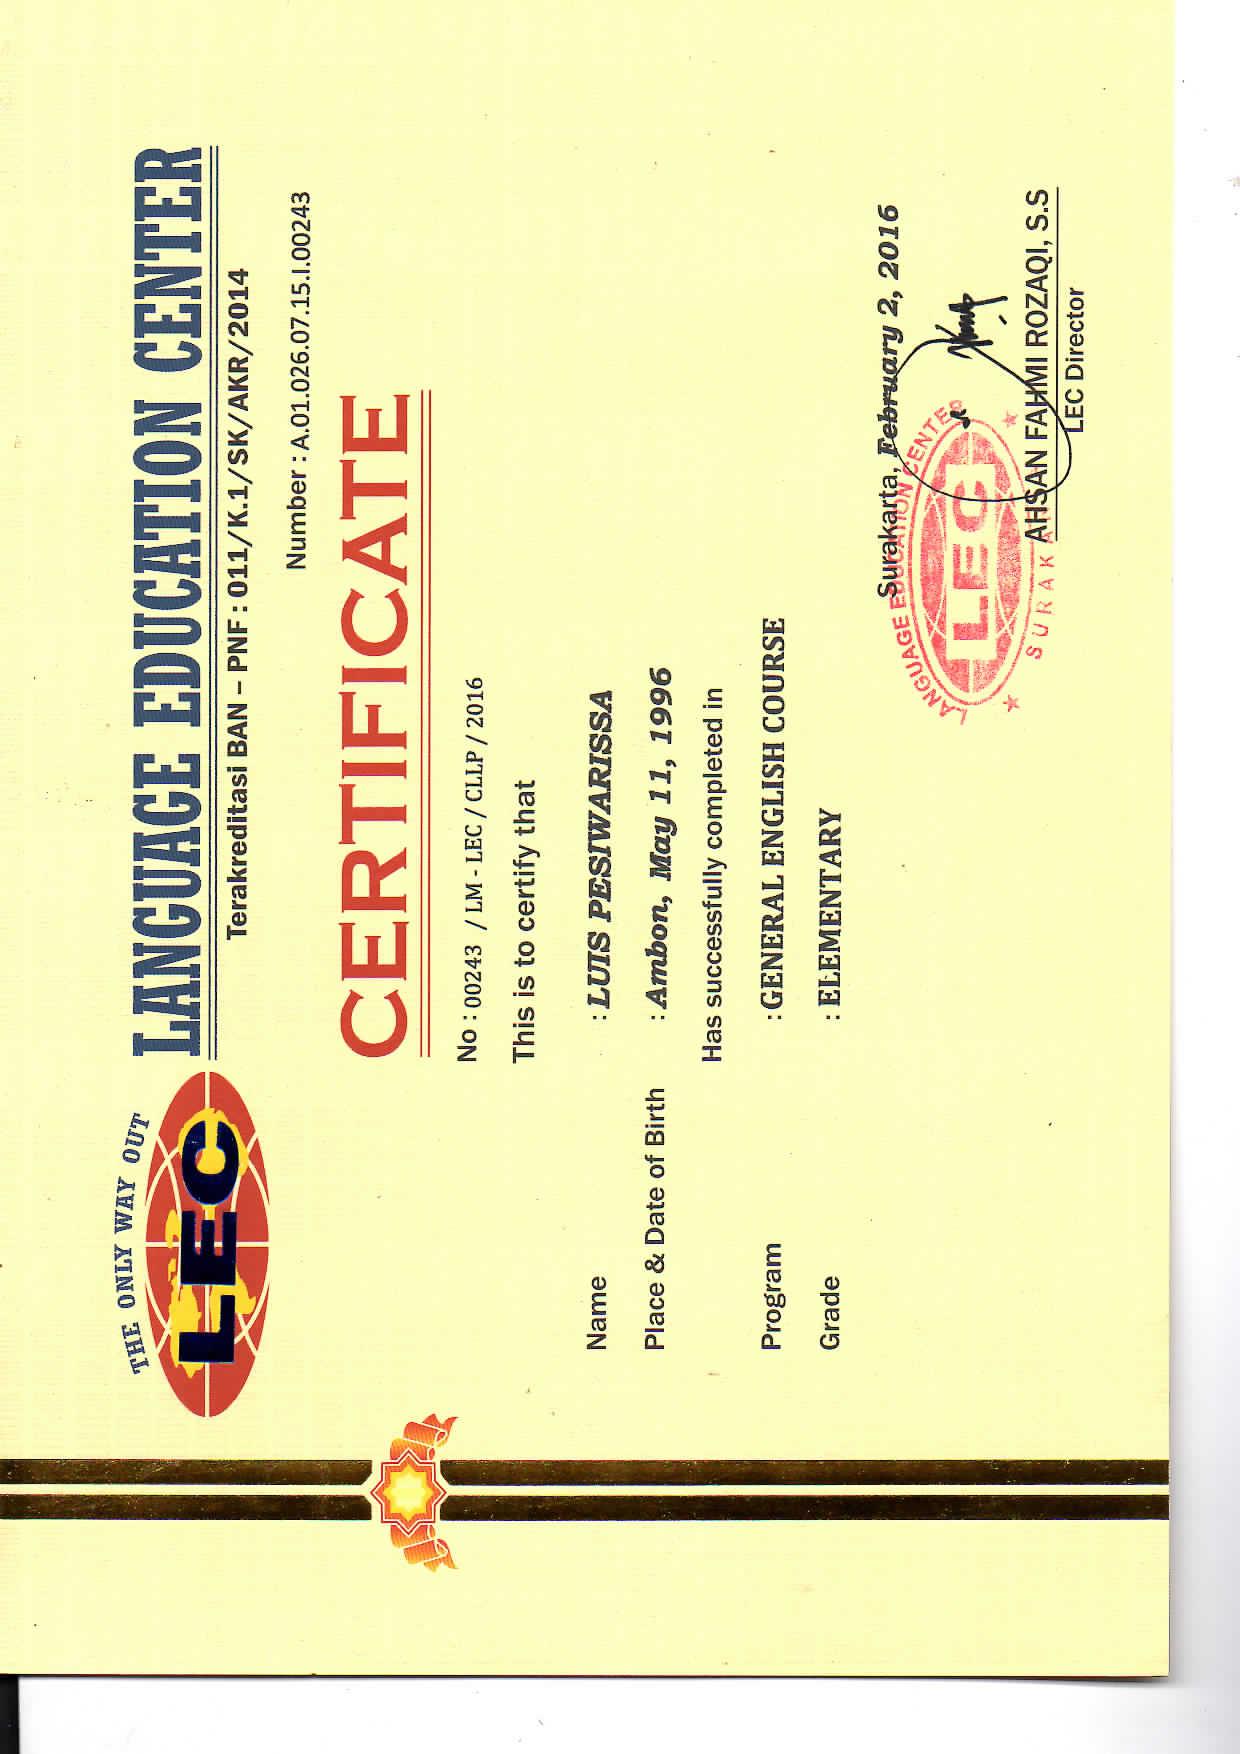 THE ONLY WAY OUT
LEC
LANGUAGE EDUCATION CENTER
Terakreditasi BAN – PNF : 011/K.1/SK/AKR/2014
Number : A.01.026.07.15.I.00243
CERTIFICATE
No : 00243 / LM - LEC / CLLP / 2016
This is to certify that
Name : LUIS PESIWARISSA
Place & Date of Birth : Ambon, May 11, 1996
Has successfully completed in
Program : GENERAL ENGLISH COURSE
Grade : ELEMENTARY
Surakarta, February 2, 2016
LANGUAGE EDUCATION CENTER
LEC
SURAKARTA
AHSAN FAHMI ROZAQI, S.S
LEC Director